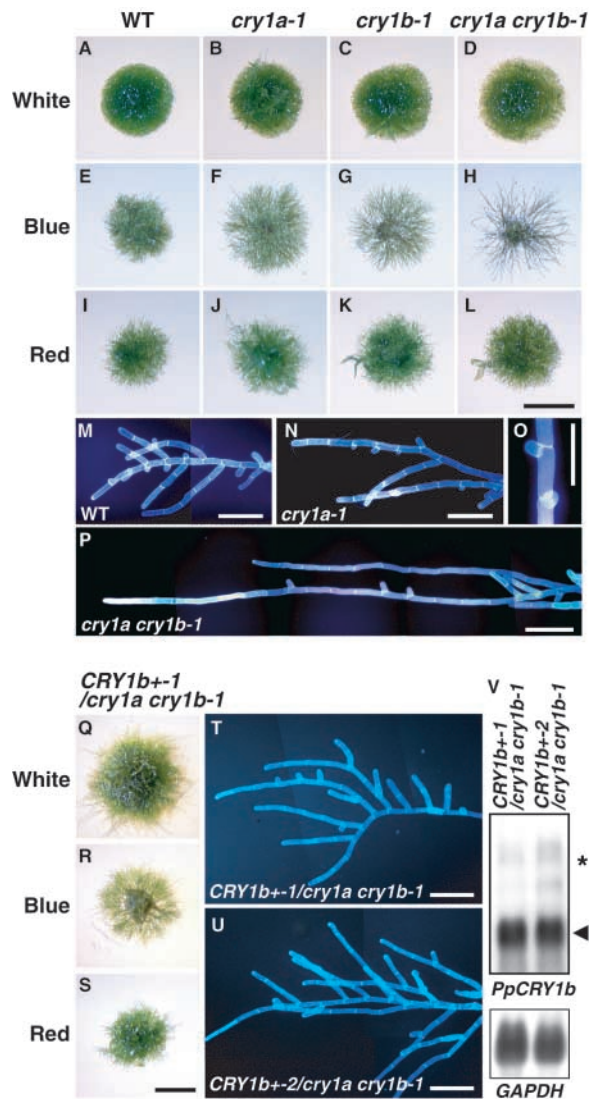 WT cry1a-1 cry1b-1 cry1a cry1b-1
White A B C D
Blue E F G H
Red I J K L
M WT
N cry1a-1
O
P cry1a cry1b-1
CRY1b+-1
/cry1a cry1b-1
White Q
Blue R
Red S
T CRY1b+-1/cry1a cry1b-1
U CRY1b+-2/cry1a cry1b-1
V
CRY1b+-1
/cry1a cry1b-1
CRY1b+-2
/cry1a cry1b-1
*
PpCRY1b
GAPDH